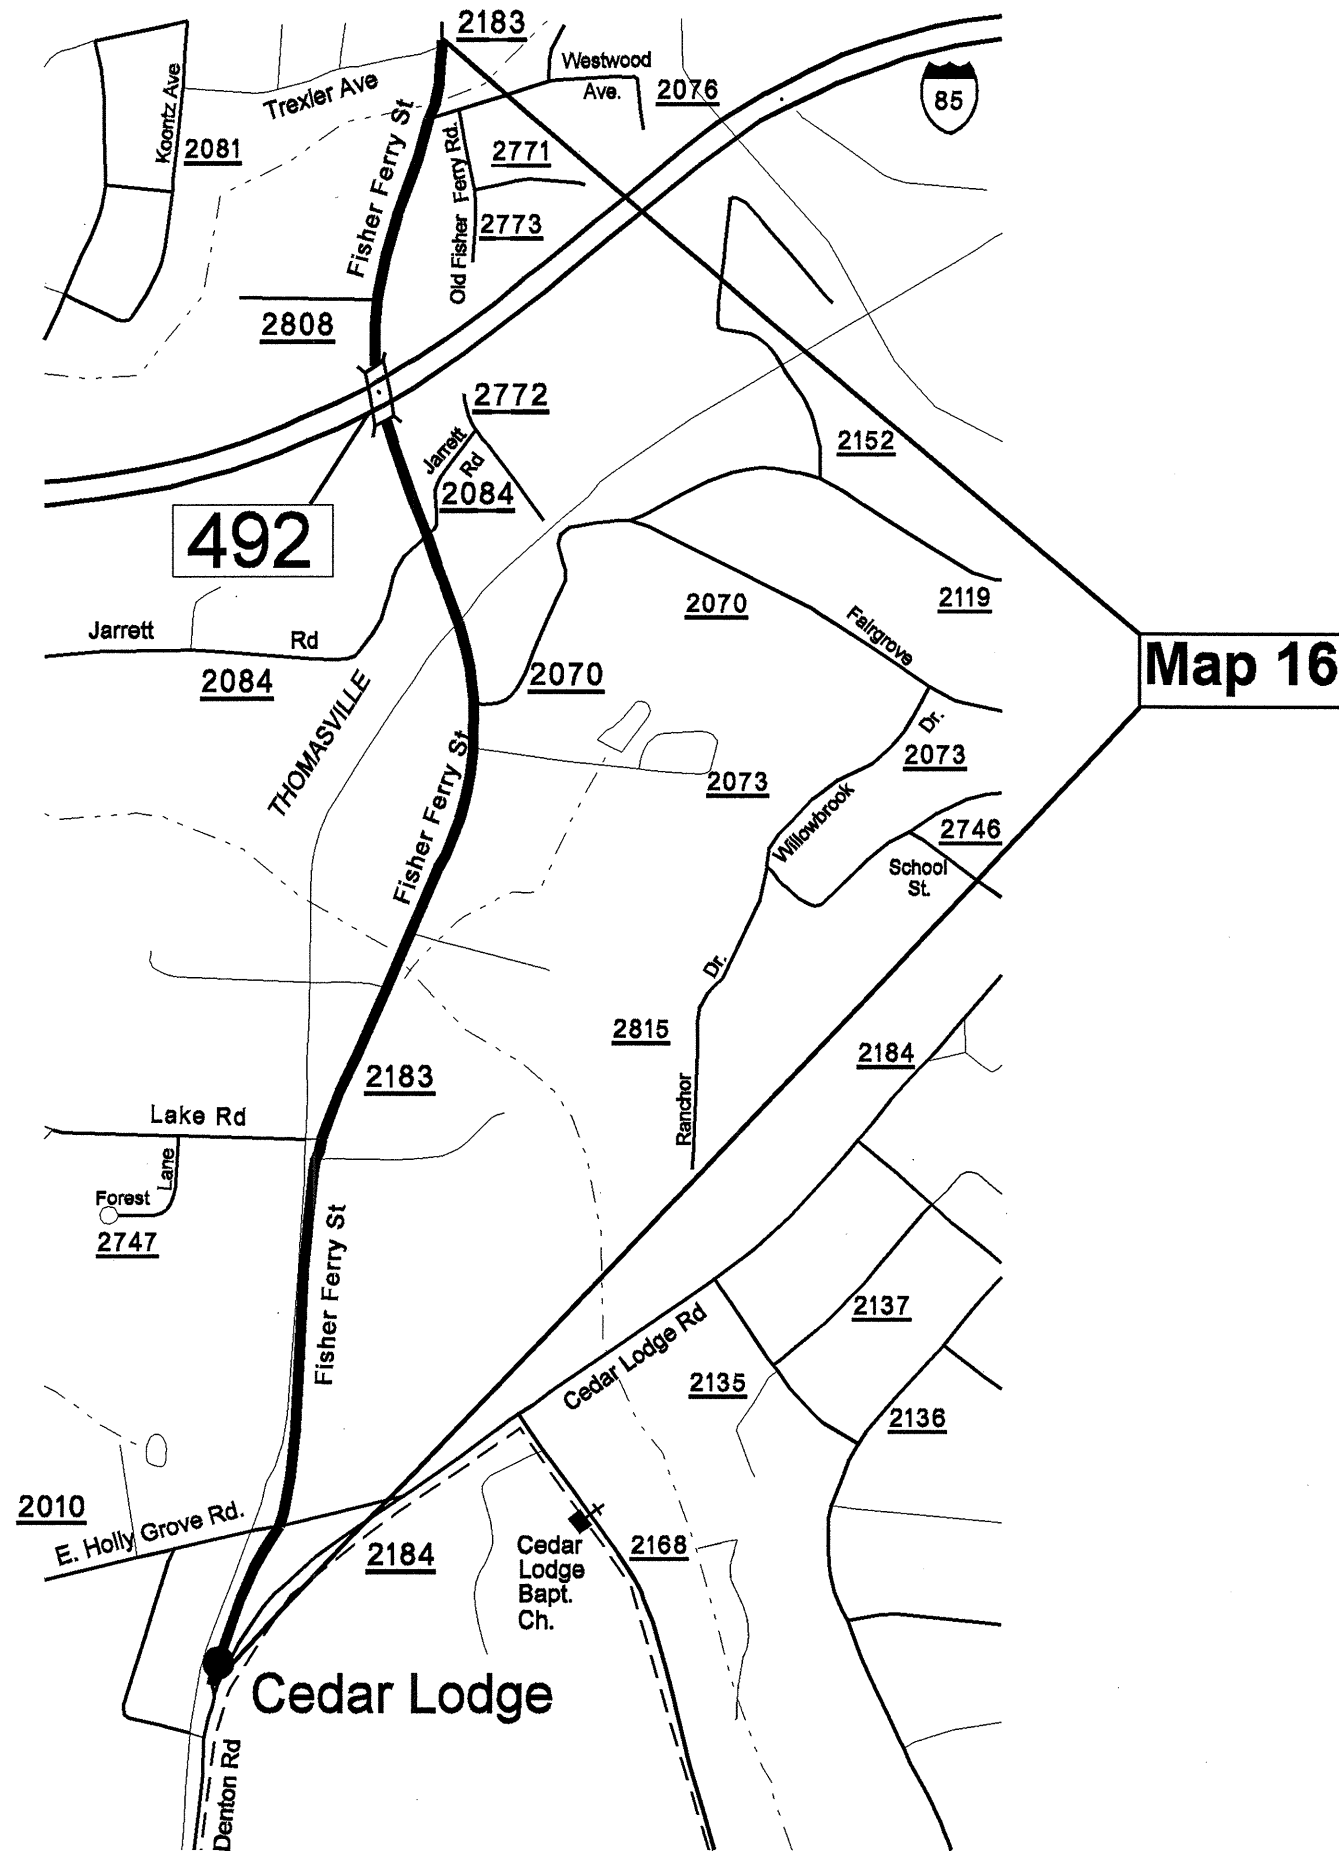 2183
Westwood
Ave.
2076
85
Trexler Ave
Koontz Ave
2081
Fisher Ferry St
Old Fisher Ferry Rd.
2771
2773
2808
2772
Jarrett
Rd
2084
2152
492
2070
2119
Jarrett Rd
2084
Fairgrove
Map 16
2070
THOMASVILLE
Dr.
2073
Fisher Ferry St
2073
Willowbrook
2746
School
St.
Dr.
2815
2184
2183
Ranchor
Lake Rd
Lane
Forest
2747
Fisher Ferry St
2137
Cedar Lodge Rd
2135
2136
2010
E. Holly Grove Rd.
2184
Cedar
Lodge
Bapt.
Ch.
2168
Cedar Lodge
Denton Rd